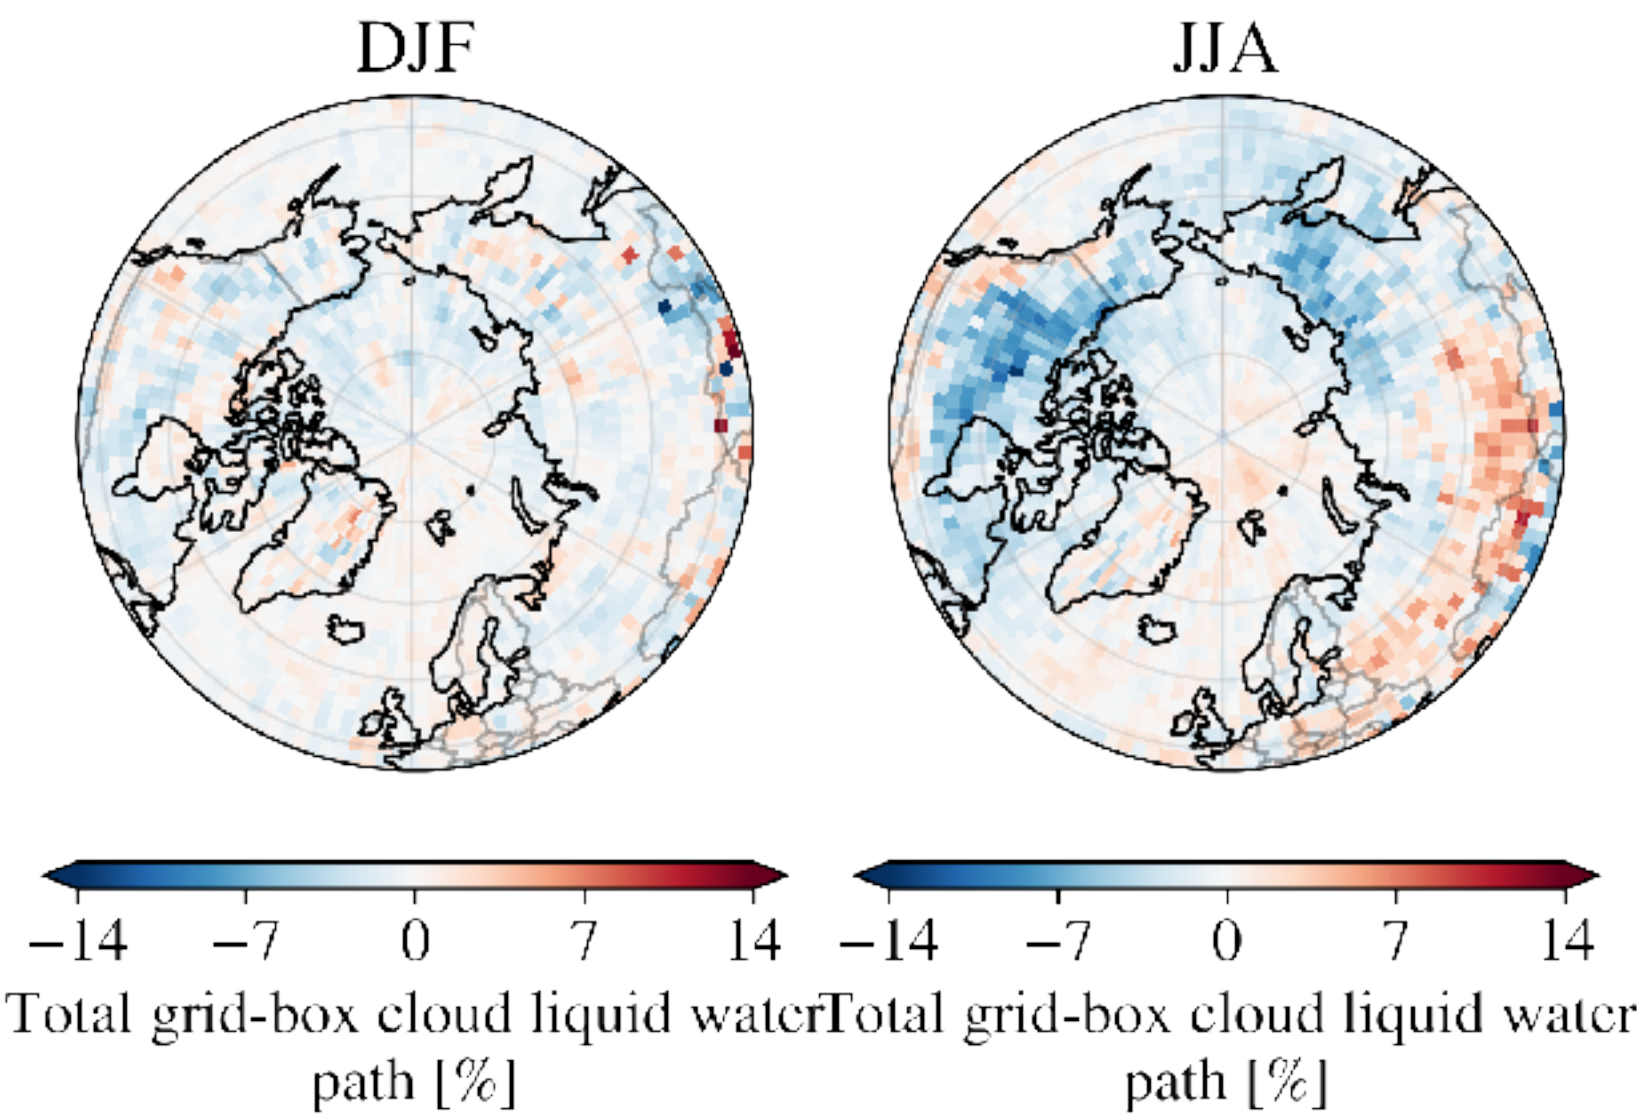 DJF
JJA
−14 −7 0 7 14
−14 −7 0 7 14
Total grid-box cloud liquid water
path [%]
Total grid-box cloud liquid water
path [%]